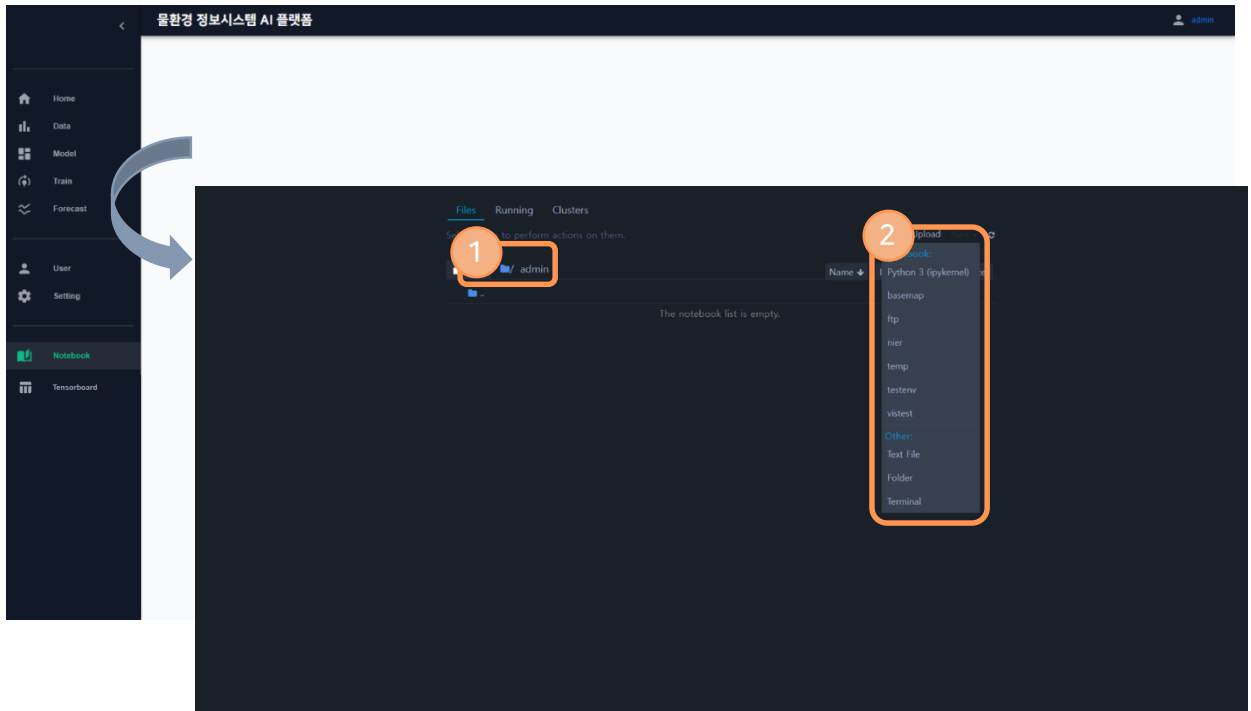 물환경 정보시스템 AI 플랫폼
admin
Home
Data
Model
Train
Forecast
User
Setting
Notebook
Tensorboard
Files Running Clusters
to perform actions on them.
1
/ admin
..
The notebook list is empty.
Name
2
Upload
Python 3 (ipykernel)
basemap
ftp
nier
temp
testenv
vistest
Other:
Text File
Folder
Terminal